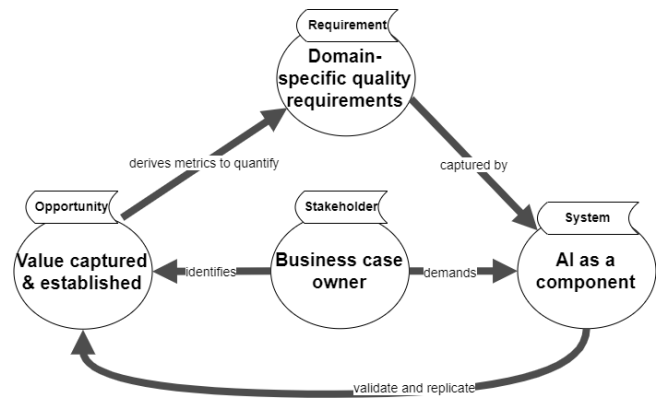 Requirement
Domain-
specific quality
requirements
derives metrics to quantify
captured by
Opportunity
Value captured
& established
identifies
Stakeholder
Business case
owner
demands
System
AI as a
component
validate and replicate